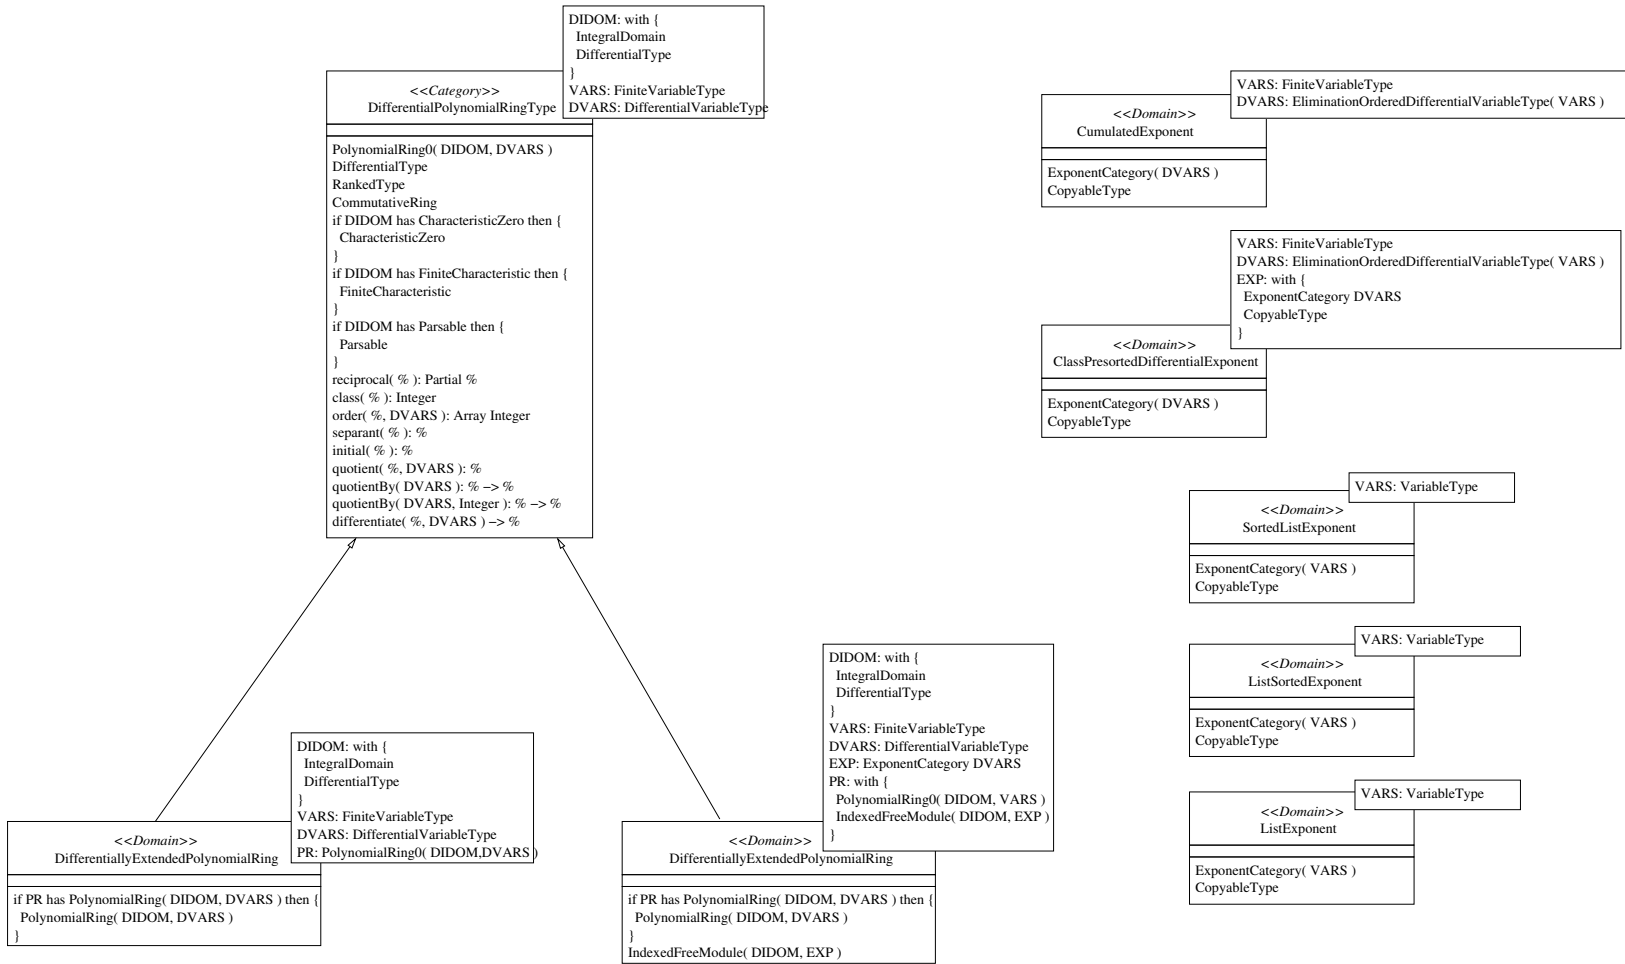 DIDOM: with {
IntegralDomain
DifferentialType
}
VARS: FiniteVariableType
DVARS: DifferentialVariableType
<<Category>>
DifferentialPolynomialRingType
PolynomialRing0( DIDOM, DVARS )
DifferentialType
RankedType
CommutativeRing
if DIDOM has CharacteristicZero then {
CharacteristicZero
}
if DIDOM has FiniteCharacteristic then {
FiniteCharacteristic
}
if DIDOM has Parsable then {
Parsable
}
reciprocal( % ): Partial %
class( % ): Integer
order( %, DVARS ): Array Integer
separant( % ): %
initial( % ): %
quotient( %, DVARS ): %
quotientBy( DVARS ): % −> %
quotientBy( DVARS, Integer ): % −> %
differentiate( %, DVARS ) −> %
DIDOM: with {
IntegralDomain
DifferentialType
}
VARS: FiniteVariableType
DVARS: DifferentialVariableType
PR: PolynomialRing0( DIDOM,DVARS )
<<Domain>>
DifferentiallyExtendedPolynomialRing
if PR has PolynomialRing( DIDOM, DVARS ) then {
PolynomialRing( DIDOM, DVARS )
}
DIDOM: with {
IntegralDomain
DifferentialType
}
VARS: FiniteVariableType
DVARS: DifferentialVariableType
EXP: ExponentCategory DVARS
PR: with {
PolynomialRing0( DIDOM, VARS )
IndexedFreeModule( DIDOM, EXP )
}
<<Domain>>
DifferentiallyExtendedPolynomialRing
if PR has PolynomialRing( DIDOM, DVARS ) then {
PolynomialRing( DIDOM, DVARS )
}
IndexedFreeModule( DIDOM, EXP )
VARS: FiniteVariableType
DVARS: EliminationOrderedDifferentialVariableType( VARS )
<<Domain>>
CumulatedExponent
ExponentCategory( DVARS )
CopyableType
VARS: FiniteVariableType
DVARS: EliminationOrderedDifferentialVariableType( VARS )
EXP: with {
ExponentCategory DVARS
CopyableType
}
<<Domain>>
ClassPresortedDifferentialExponent
ExponentCategory( DVARS )
CopyableType
VARS: VariableType
<<Domain>>
SortedListExponent
ExponentCategory( VARS )
CopyableType
VARS: VariableType
<<Domain>>
ListSortedExponent
ExponentCategory( VARS )
CopyableType
VARS: VariableType
<<Domain>>
ListExponent
ExponentCategory( VARS )
CopyableType